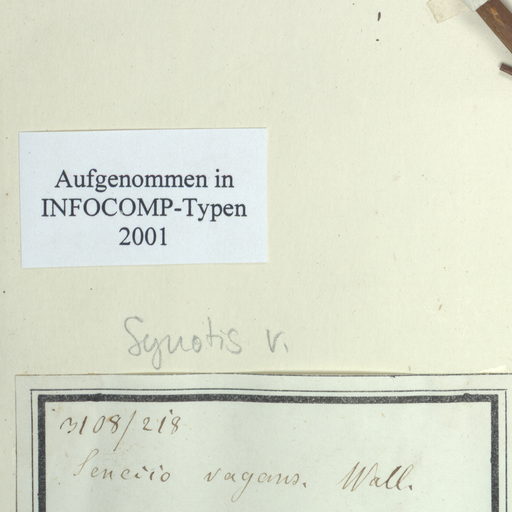 Aufgenommen in
INFOCOMP-Typen
2001
Synotis v.
3108/218
Senecio vagans. Wall.